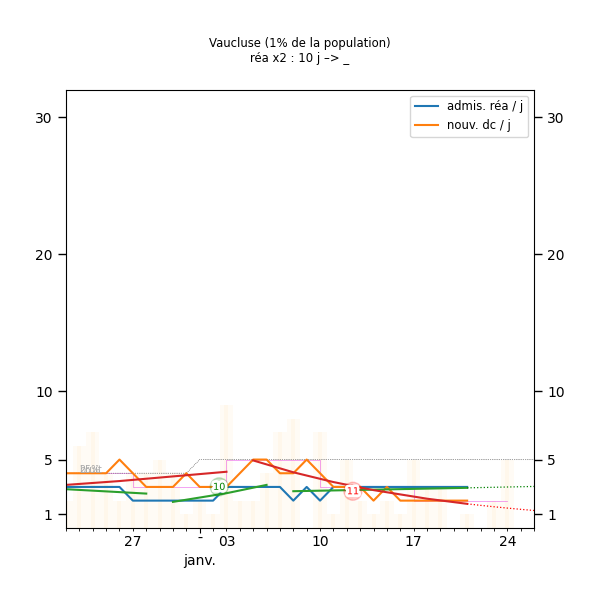 Vaucluse (1% de la population)
réa x2 : 10 j –> _
admis. réa / j
nouv. dc / j
30 30
20 20
10 10
5 5
10
11
1 1
27 - 03 10 17 24
janv.